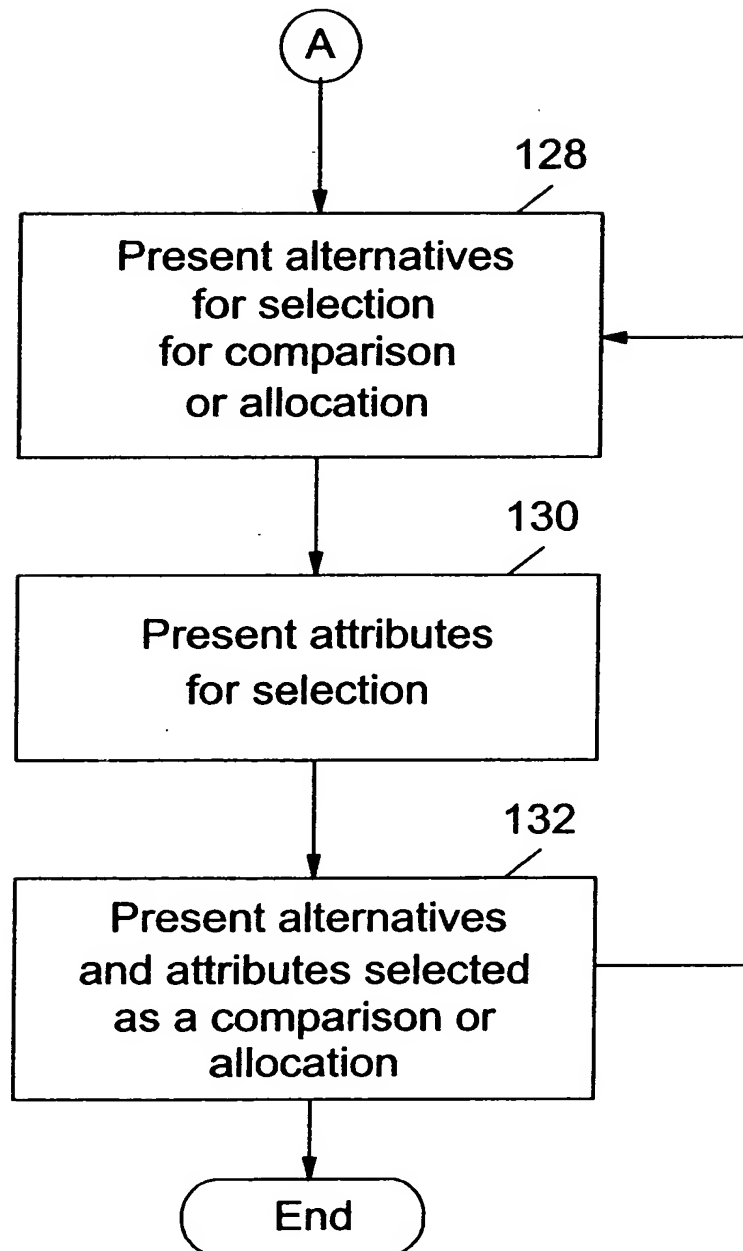 A
128
Present alternatives
for selection
for comparison
or allocation
130
Present attributes
for selection
132
Present alternatives
and attributes selected
as a comparison or
allocation
End